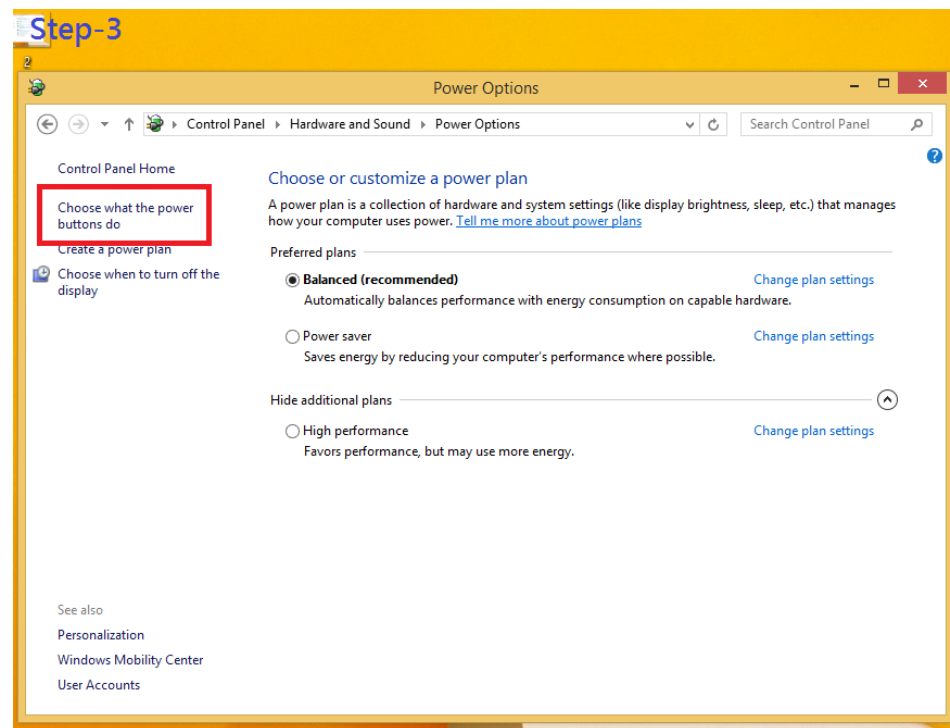 Step-3
2
Power Options
Control Panel Hardware and Sound Power Options
Search Control Panel
Control Panel Home
Choose what the power
buttons do
Create a power plan
Choose when to turn off the
display
Choose or customize a power plan
A power plan is a collection of hardware and system settings (like display brightness, sleep, etc.) that manages
how your computer uses power. Tell me more about power plans
Preferred plans
Balanced (recommended) Change plan settings
Automatically balances performance with energy consumption on capable hardware.
Power saver Change plan settings
Saves energy by reducing your computer's performance where possible.
Hide additional plans
High performance Change plan settings
Favors performance, but may use more energy.
See also
Personalization
Windows Mobility Center
User Accounts